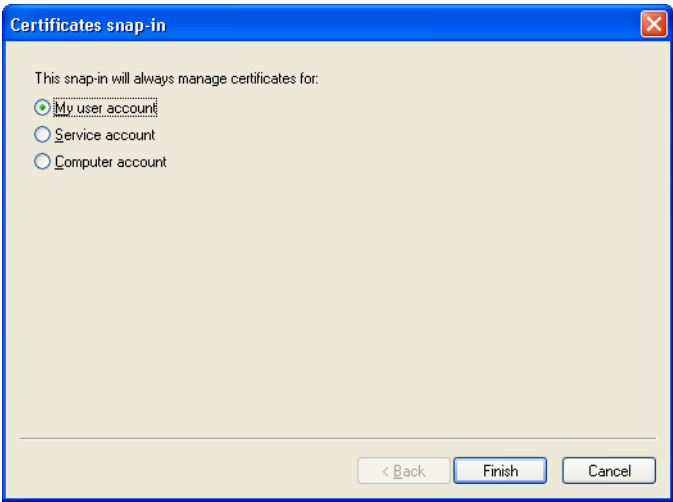 Certificates snap-in
This snap-in will always manage certificates for:
My user account
Service account
Computer account
< Back Finish Cancel